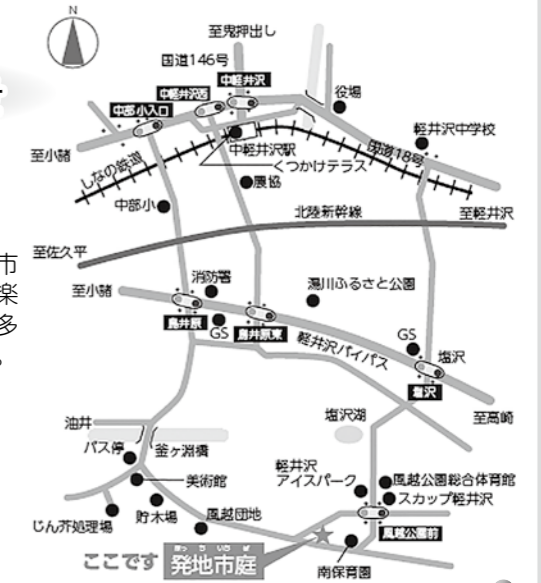 N
至鬼押出し
国道146号
中軽井沢
中軽井沢西
中部小入口
役場
軽井沢中学校
至小諸
しなの鉄道
中軽井沢駅
くつかけテラス
国道18号
農協
中部小
北陸新幹線
至軽井沢
至佐久平
市
楽
多
。
至小諸
消防署
湯川ふるさと公園
鳥井原
GS
鳥井原東
軽井沢バイパス
GS
塩沢
塩沢
至高崎
油井
バス停
釜ヶ淵橋
塩沢湖
美術館
軽井沢
アイスパーク
風越公園総合体育館
スカップ軽井沢
じん芥処理場
貯木場
風越団地
風越公園前
ここです
ほっちいちば
発地市庭
南保育園